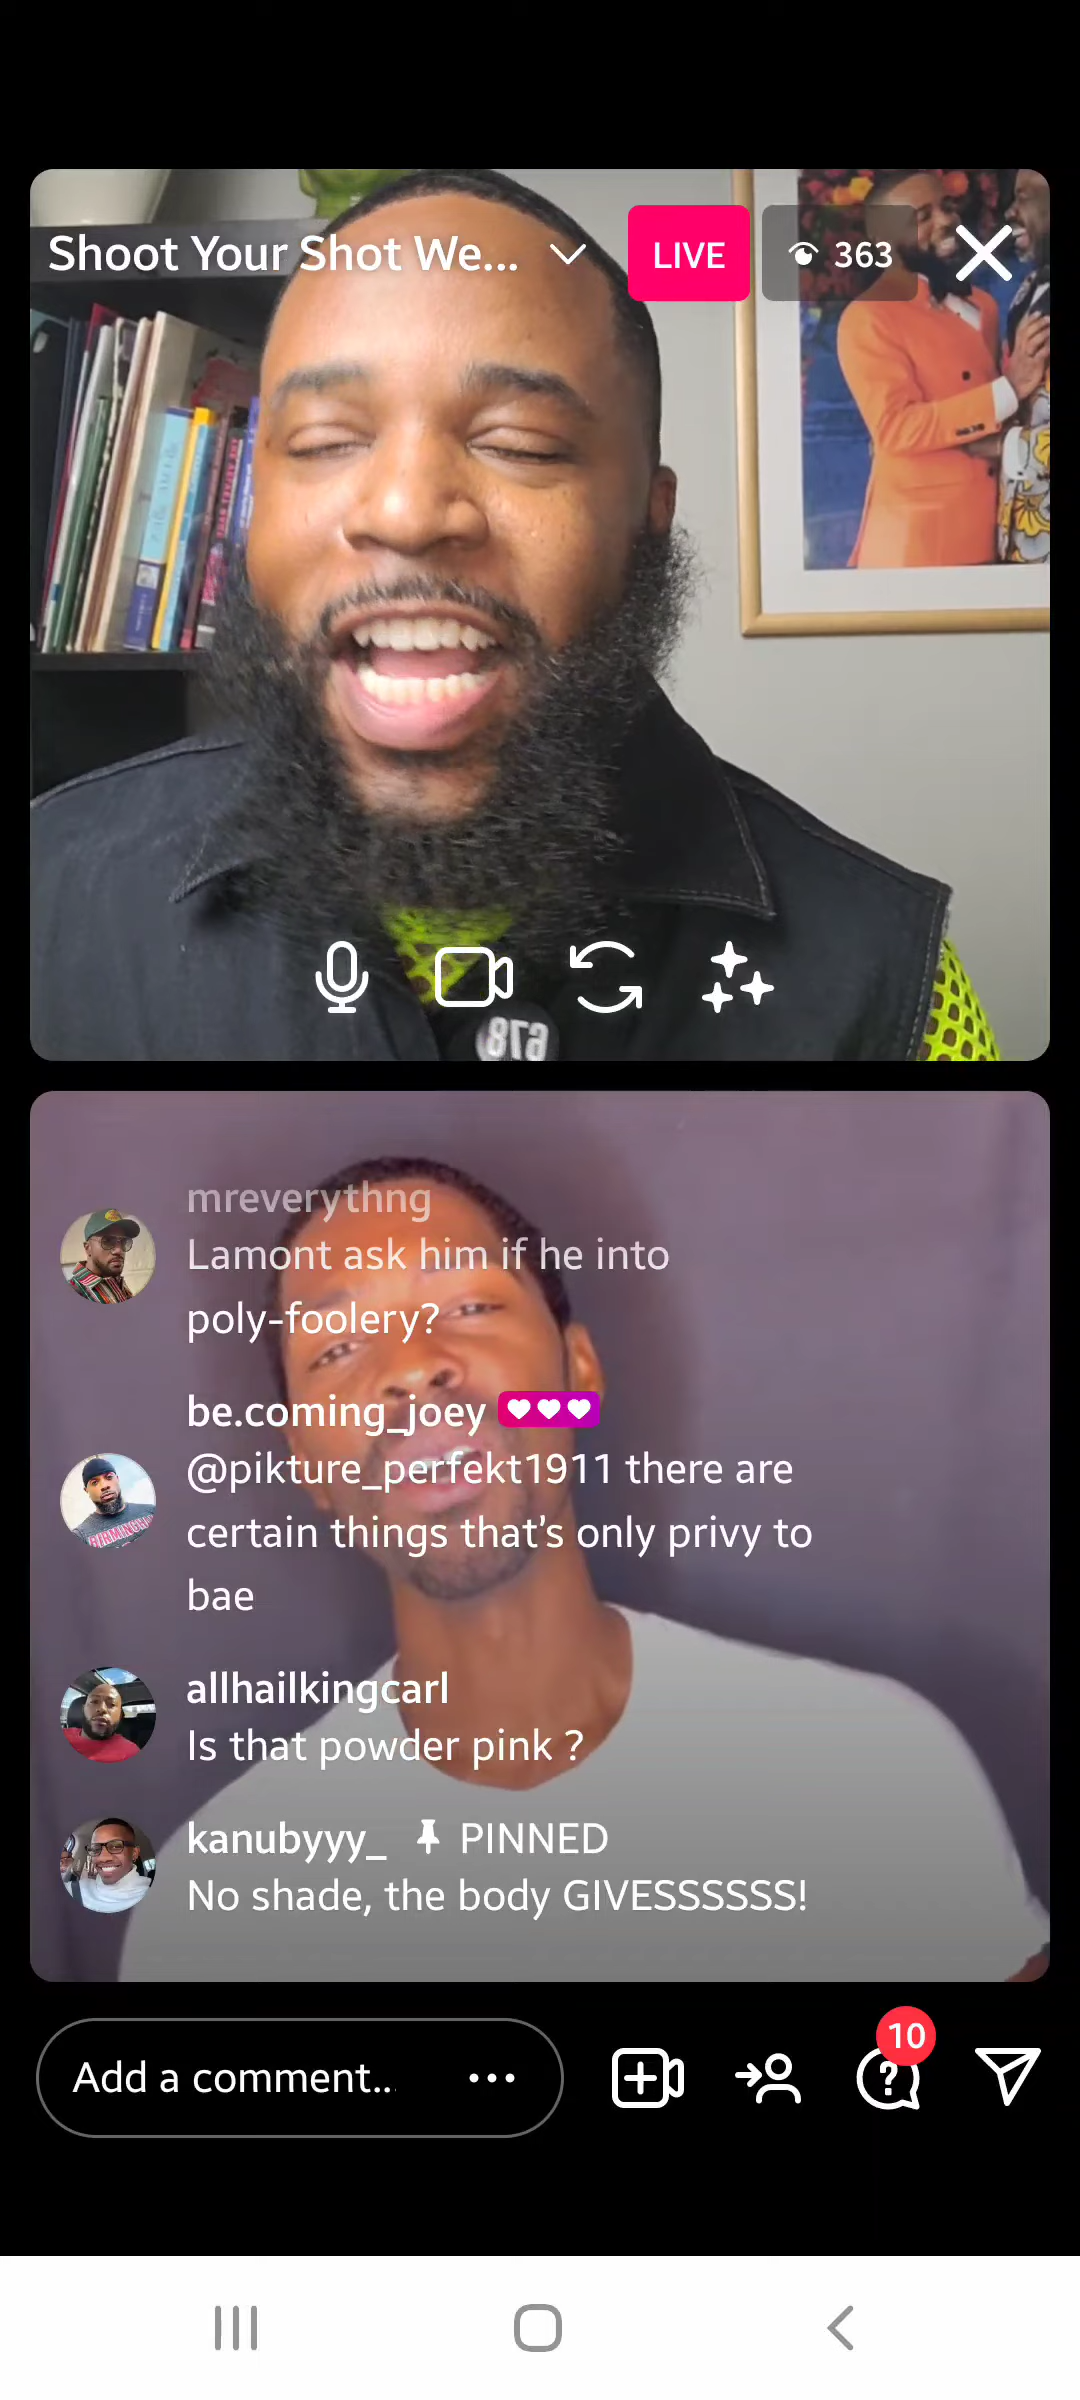 Shoot Your Shot We...
LIVE
363
678
mreverythng
Lamont ask him if he into
poly-foolery?
be.coming_joey
@pikture_perfekt1911 there are
certain things that's only privy to
bae
BIRMINGHAM
allhailkingcarl
Is that powder pink ?
kanubyyy_ PINNED
No shade, the body GIVESSSSSS!
Add a comment...
10